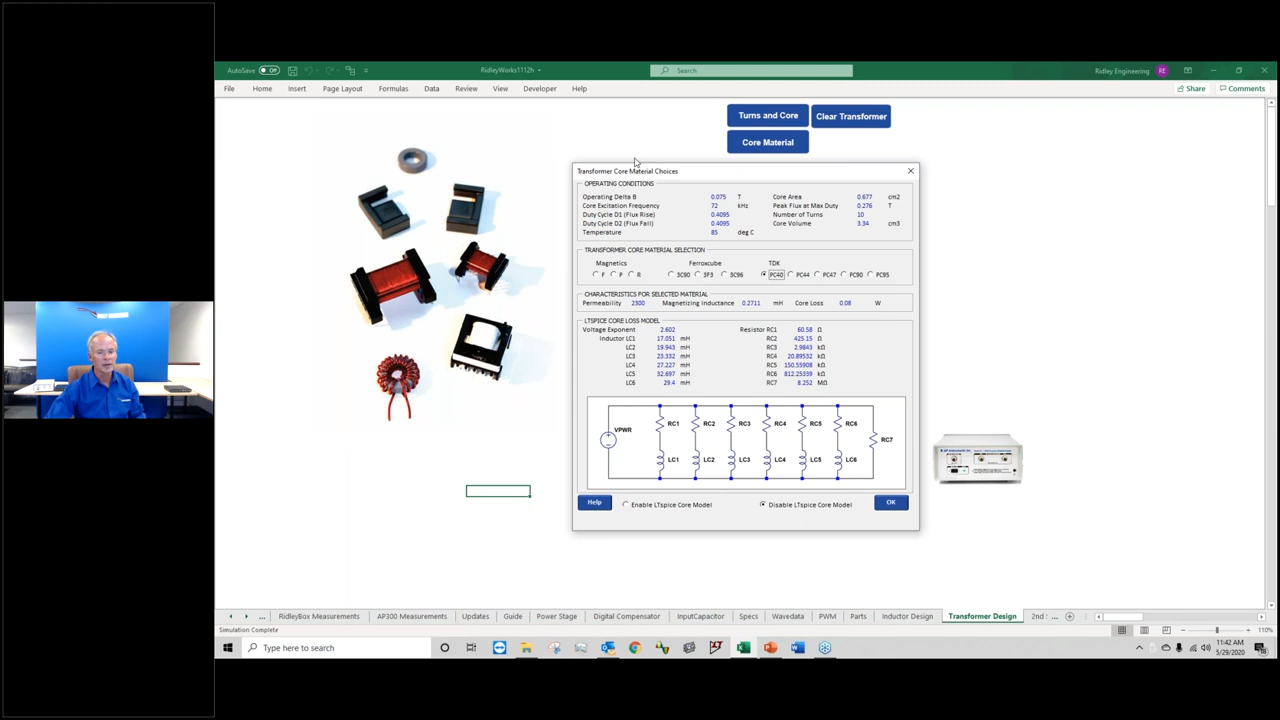 AutoSave Off
RidleyWorks1112h
Search
Ridley Engineering RE
File Home Insert Page Layout Formulas Data Review View Developer Help
Share Comments
Turns and Core Clear Transformer
Core Material
Transformer Core Material Choices
OPERATING CONDITIONS
Operating Delta B 0.075 T Core Area 0.677 cm2
Core Excitation Frequency 72 kHz Peak Flux at Max Duty 0.276 T
Duty Cycle D1 (Flux Rise) 0.4095 Number of Turns 10
Duty Cycle D2 (Flux Fall) 0.4095 Core Volume 3.34 cm3
Temperature 85 deg C
TRANSFORMER CORE MATERIAL SELECTION
Magnetics Ferroxcube TDK
F P R 3C90 3F3 3C96 PC40 PC44 PC47 PC90 PC95
CHARACTERISTICS FOR SELECTED MATERIAL
Permeability 2300 Magnetizing Inductance 0.2711 mH Core Loss 0.08 W
LTSPICE CORE LOSS MODEL
Voltage Exponent 2.602 Resistor RC1 60.58 Ω
Inductor LC1 17.051 mH RC2 425.15 Ω
LC2 19.943 mH RC3 2.9843 kΩ
LC3 23.332 mH RC4 20.89532 kΩ
LC4 27.227 mH RC5 150.55908 kΩ
LC5 32.697 mH RC6 812.25339 kΩ
LC6 29.4 mH RC7 8.252 MΩ
VPWR RC1 RC2 RC3 RC4 RC5 RC6 RC7
LC1 LC2 LC3 LC4 LC5 LC6
Help Enable LTspice Core Model Disable LTspice Core Model OK
... RidleyBox Measurements AP300 Measurements Updates Guide Power Stage Digital Compensator InputCapacitor Specs Wavedata PWM Parts Inductor Design Transformer Design 2nd ...
Simulation Complete
110%
Type here to search
11:42 AM
5/29/2020